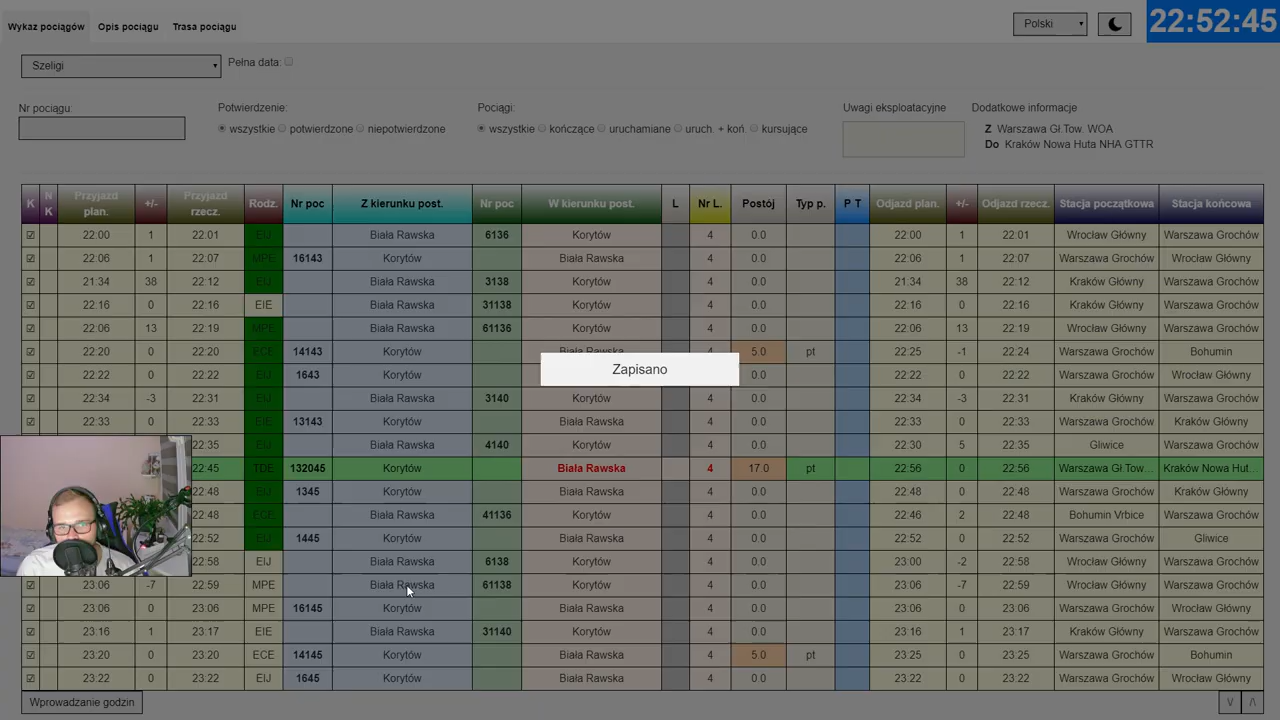 Wykaz pociągów Opis pociągu Trasa pociągu Polski 22:52:45
Szeligi Pełna data:
Nr pociągu: Potwierdzenie: Pociągi: Uwagi eksploatacyjne Dodatkowe informacje
wszystkie potwierdzone niepotwierdzone wszystkie kończące uruchamiane uruch. + koń. kursujące
Z Warszawa Gł.Tow. WOA
Do Kraków Nowa Huta NHA GTTR
K N K Przyjazd plan. +/- Przyjazd rzecz. Rodz. Nr poc Z kierunku post. Nr poc W kierunku post. L Nr L. Postój Typ p. P T Odjazd plan. +/- Odjazd rzecz. Stacja początkowa Stacja końcowa
22:00 1 22:01 EIJ Biała Rawska 6136 Korytów 4 0.0 22:00 1 22:01 Wrocław Główny Warszawa Grochów
22:06 1 22:07 MPE 16143 Korytów Biała Rawska 4 0.0 22:06 1 22:07 Warszawa Grochów Wrocław Główny
21:34 38 22:12 EIJ Biała Rawska 3138 Korytów 4 0.0 21:34 38 22:12 Kraków Główny Warszawa Grochów
22:16 0 22:16 EIE Biała Rawska 31138 Korytów 4 0.0 22:16 0 22:16 Kraków Główny Warszawa Grochów
22:06 13 22:19 MPE Biała Rawska 61136 Korytów 4 0.0 22:06 13 22:19 Wrocław Główny Warszawa Grochów
22:20 0 22:20 ECE 14143 Korytów Biała Rawska 4 5.0 pt 22:25 -1 22:24 Warszawa Grochów Bohumin
22:22 0 22:22 EIJ 1643 Korytów 0.0 22:22 0 22:22 Warszawa Grochów Wrocław Główny
Zapisano
22:34 -3 22:31 EIJ Biała Rawska 3140 Korytów 4 0.0 22:34 -3 22:31 Kraków Główny Warszawa Grochów
22:33 0 22:33 EIE 13143 Korytów Biała Rawska 4 0.0 22:33 0 22:33 Warszawa Grochów Kraków Główny
22:35 EIJ Biała Rawska 4140 Korytów 4 0.0 22:30 5 22:35 Gliwice Warszawa Grochów
22:45 TDE 132045 Korytów Biała Rawska 4 17.0 pt 22:56 0 22:56 Warszawa Gł.Tow... Kraków Nowa Hut...
22:48 EIJ 1345 Korytów Biała Rawska 4 0.0 22:48 0 22:48 Warszawa Grochów Kraków Główny
22:48 ECE Biała Rawska 41136 Korytów 4 0.0 22:46 2 22:48 Bohumin Vrbice Warszawa Grochów
22:52 EIJ 1445 Korytów Biała Rawska 4 0.0 22:52 0 22:52 Warszawa Grochów Gliwice
22:58 EIJ Biała Rawska 6138 Korytów 4 0.0 23:00 -2 22:58 Wrocław Główny Warszawa Grochów
23:06 -7 22:59 MPE Biała Rawska 61138 Korytów 4 0.0 23:06 -7 22:59 Wrocław Główny Warszawa Grochów
23:06 0 23:06 MPE 16145 Korytów Biała Rawska 4 0.0 23:06 0 23:06 Warszawa Grochów Wrocław Główny
23:16 1 23:17 EIE Biała Rawska 31140 Korytów 4 0.0 23:16 1 23:17 Kraków Główny Warszawa Grochów
23:20 0 23:20 ECE 14145 Korytów Biała Rawska 4 5.0 pt 23:25 0 23:25 Warszawa Grochów Bohumin
23:22 0 23:22 EIJ 1645 Korytów Biała Rawska 4 0.0 23:22 0 23:22 Warszawa Grochów Wrocław Główny
Wprowadzanie godzin V Λ